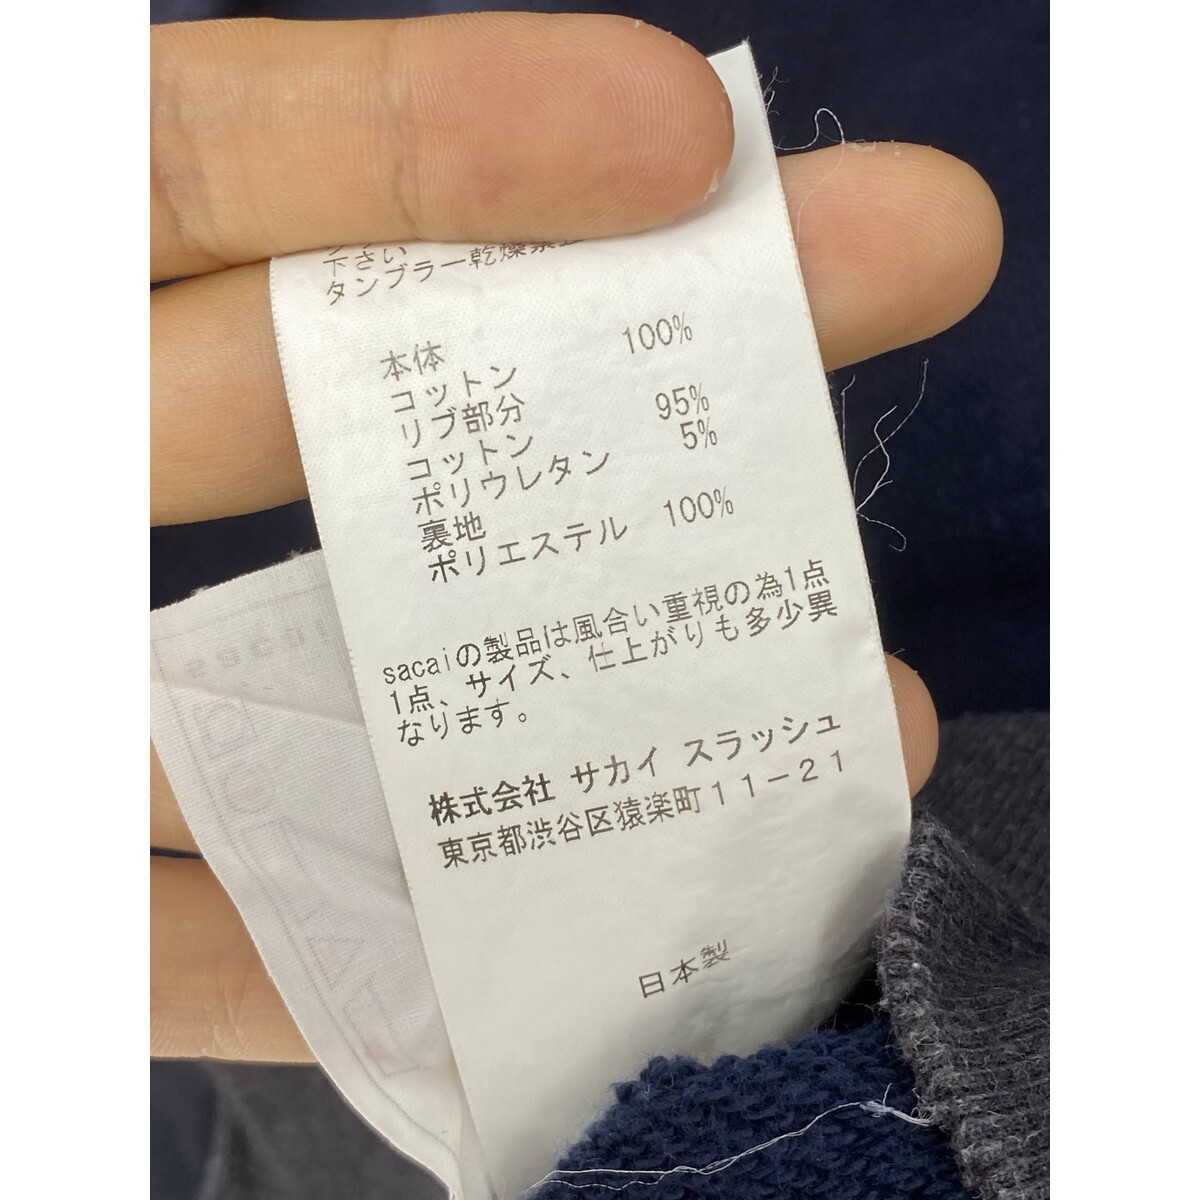 下さい
タンブラー乾燥禁止
本体
コットン 100%
リブ部分
コットン 95%
ポリウレタン 5%
裏地
ポリエステル 100%
sacaiの製品は風合い重視の為1点
1点、サイズ、仕上がりも多少異
なります。
株式会社 サカイ スラッシュ
東京都渋谷区猿楽町11-21
日本製